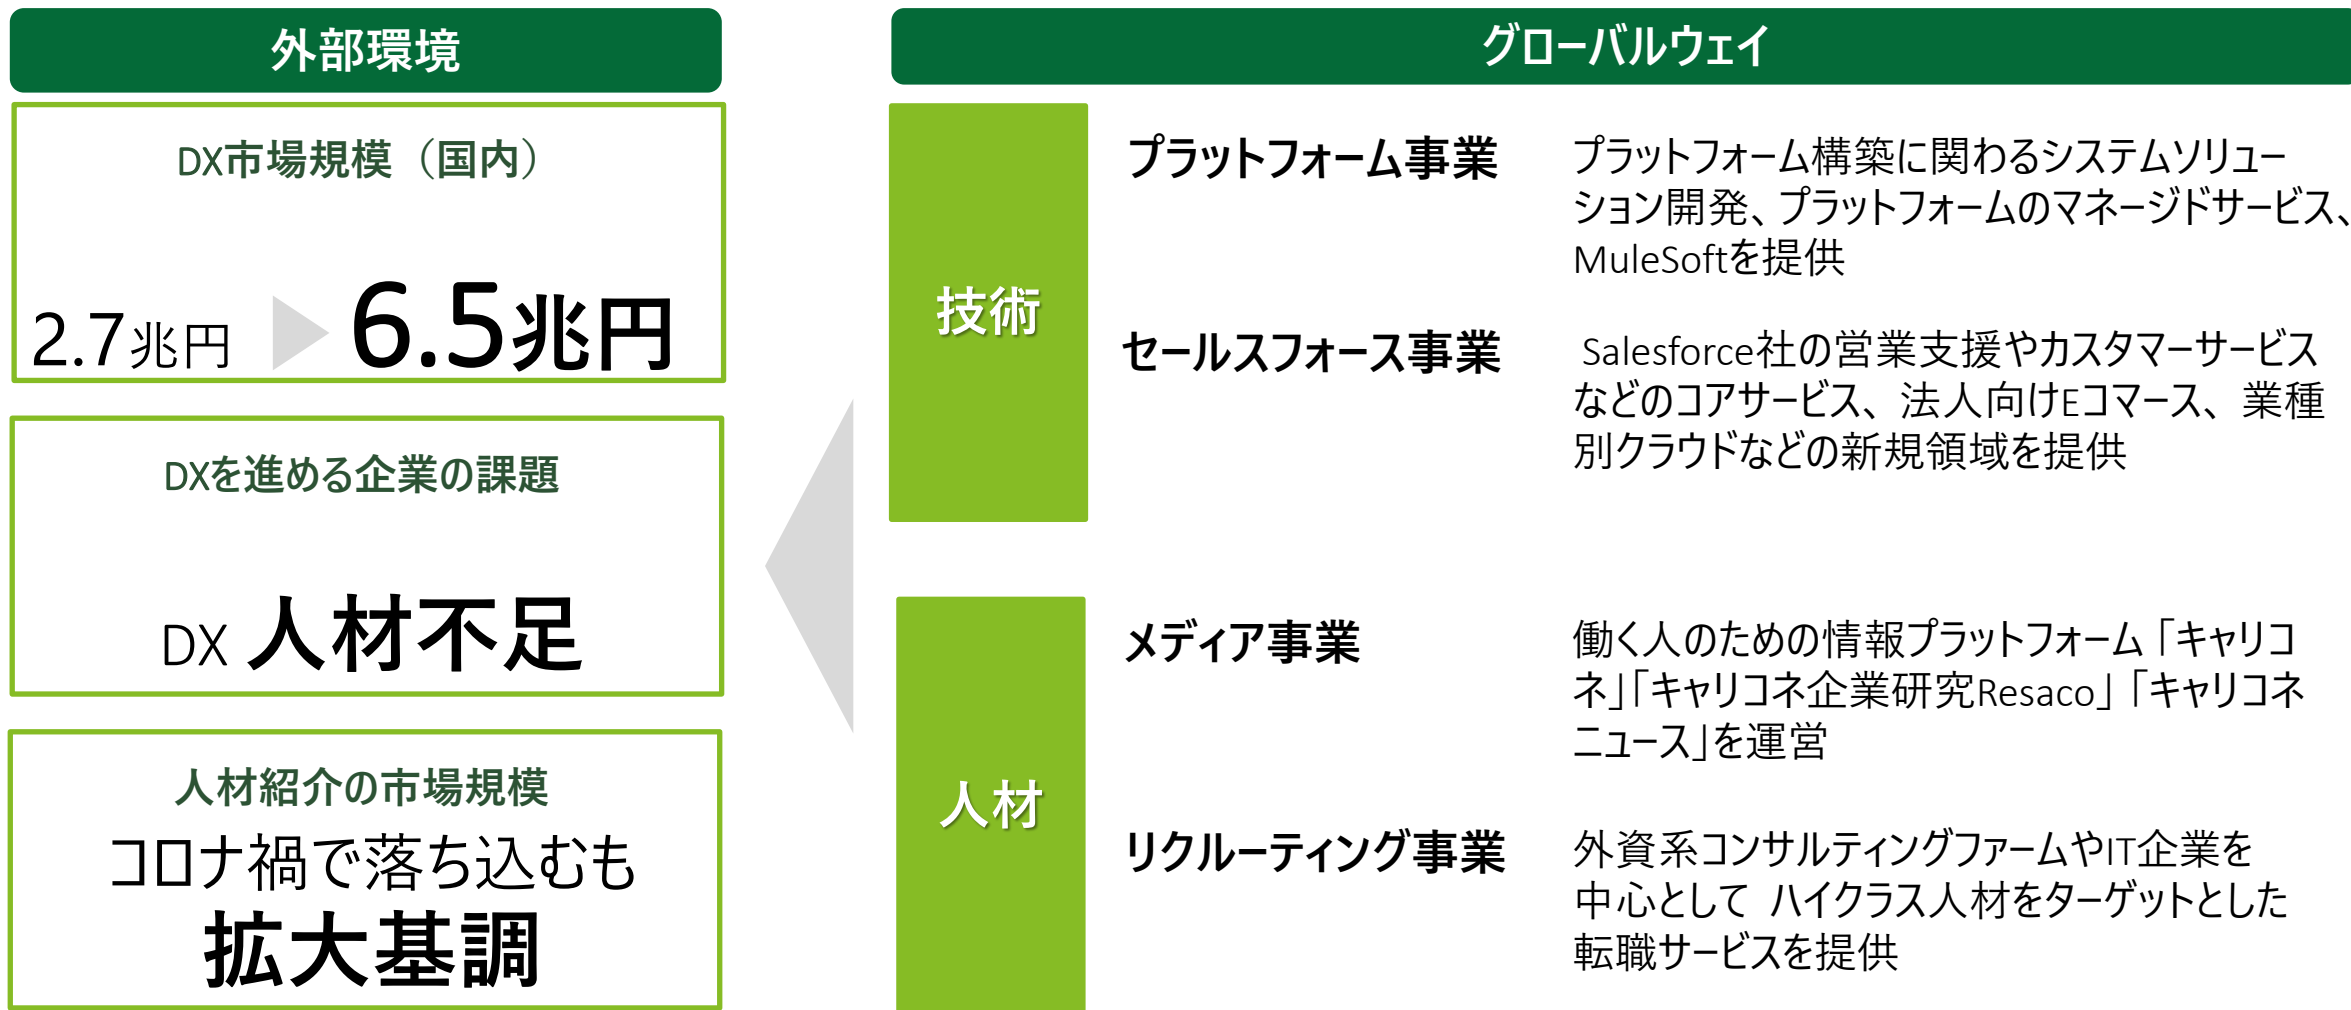 外部環境
DX市場規模（国内）
2.7兆円 6.5兆円
DXを進める企業の課題
DX 人材不足
人材紹介の市場規模
コロナ禍で落ち込むも
拡大基調
グローバルウェイ
技術
プラットフォーム事業
プラットフォーム構築に関わるシステムソリュー
ション開発、プラットフォームのマネージドサービス、
MuleSoftを提供
セールスフォース事業
Salesforce社の営業支援やカスタマーサービス
などのコアサービス、法人向けEコマース、業種
別クラウドなどの新規領域を提供
人材
メディア事業
働く人のための情報プラットフォーム「キャリコ
ネ」「キャリコネ企業研究Resaco」「キャリコネ
ニュース」を運営
リクルーティング事業
外資系コンサルティングファームやIT企業を
中心として ハイクラス人材をターゲットとした
転職サービスを提供